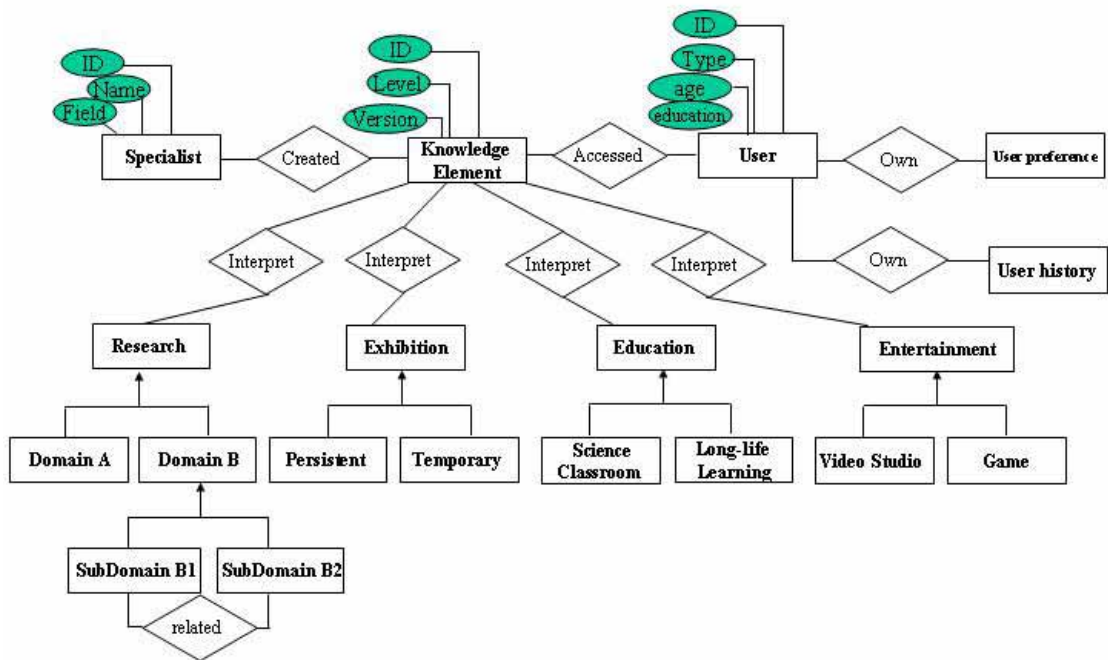 ID
Name
Field
Specialist
Created
ID
Level
Version
Knowledge
Element
Accessed
ID
Type
age
education
User
Own
User preference
Own
User history
Interpret
Interpret
Interpret
Interpret
Research
Exhibition
Education
Entertainment
Domain A
Domain B
Persistent
Temporary
Science
Classroom
Long-life
Learning
Video Studio
Game
SubDomain B1
SubDomain B2
related